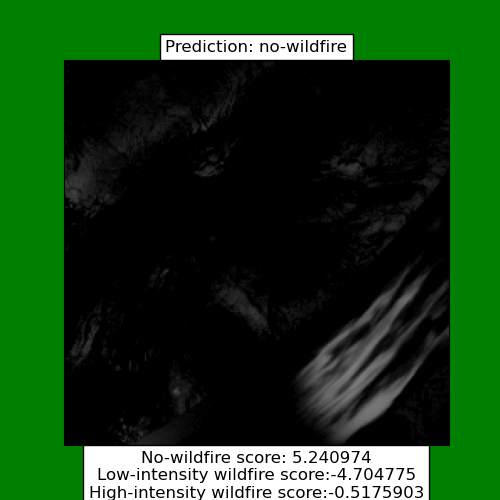 Prediction: no-wildfire
No-wildfire score: 5.240974
Low-intensity wildfire score:-4.704775
High-intensity wildfire score:-0.5175903